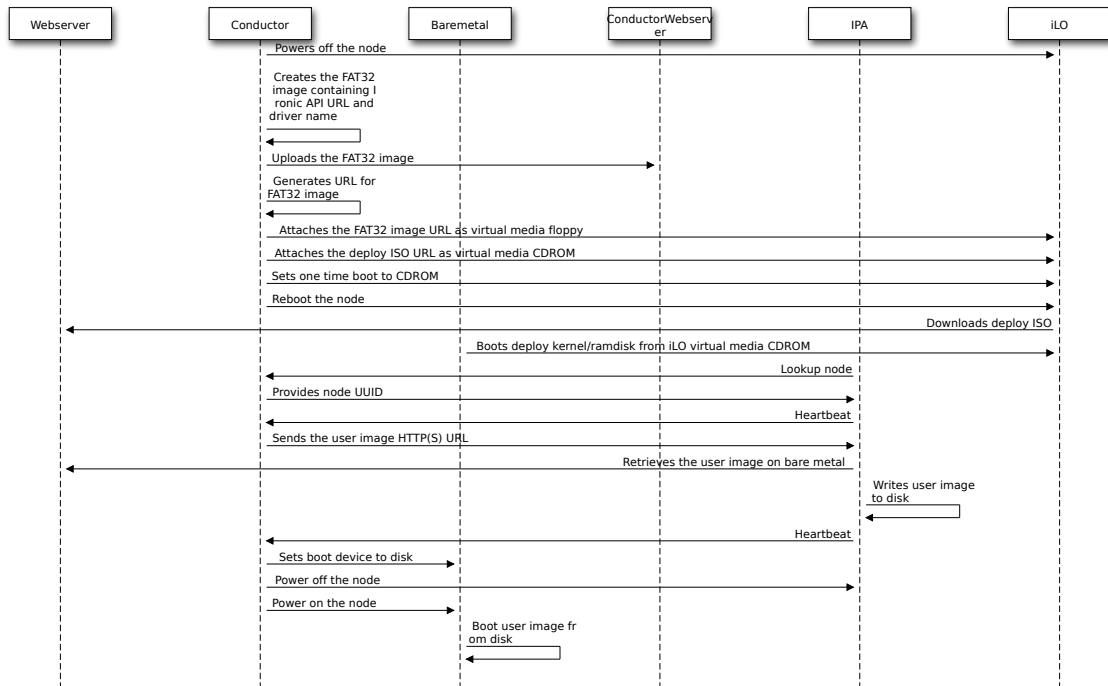 Webserver
Conductor
Baremetal
ConductorWebserv
er
IPA
iLO
Powers off the node
Creates the FAT32
image containing I
ronic API URL and
driver name
Uploads the FAT32 image
Generates URL for
FAT32 image
Attaches the FAT32 image URL as virtual media floppy
Attaches the deploy ISO URL as virtual media CDROM
Sets one time boot to CDROM
Reboot the node
Downloads deploy ISO
Boots deploy kernel/ramdisk from iLO virtual media CDROM
Lookup node
Provides node UUID
Heartbeat
Sends the user image HTTP(S) URL
Retrieves the user image on bare metal
Writes user image
to disk
Heartbeat
Sets boot device to disk
Power off the node
Power on the node
Boot user image fr
om disk